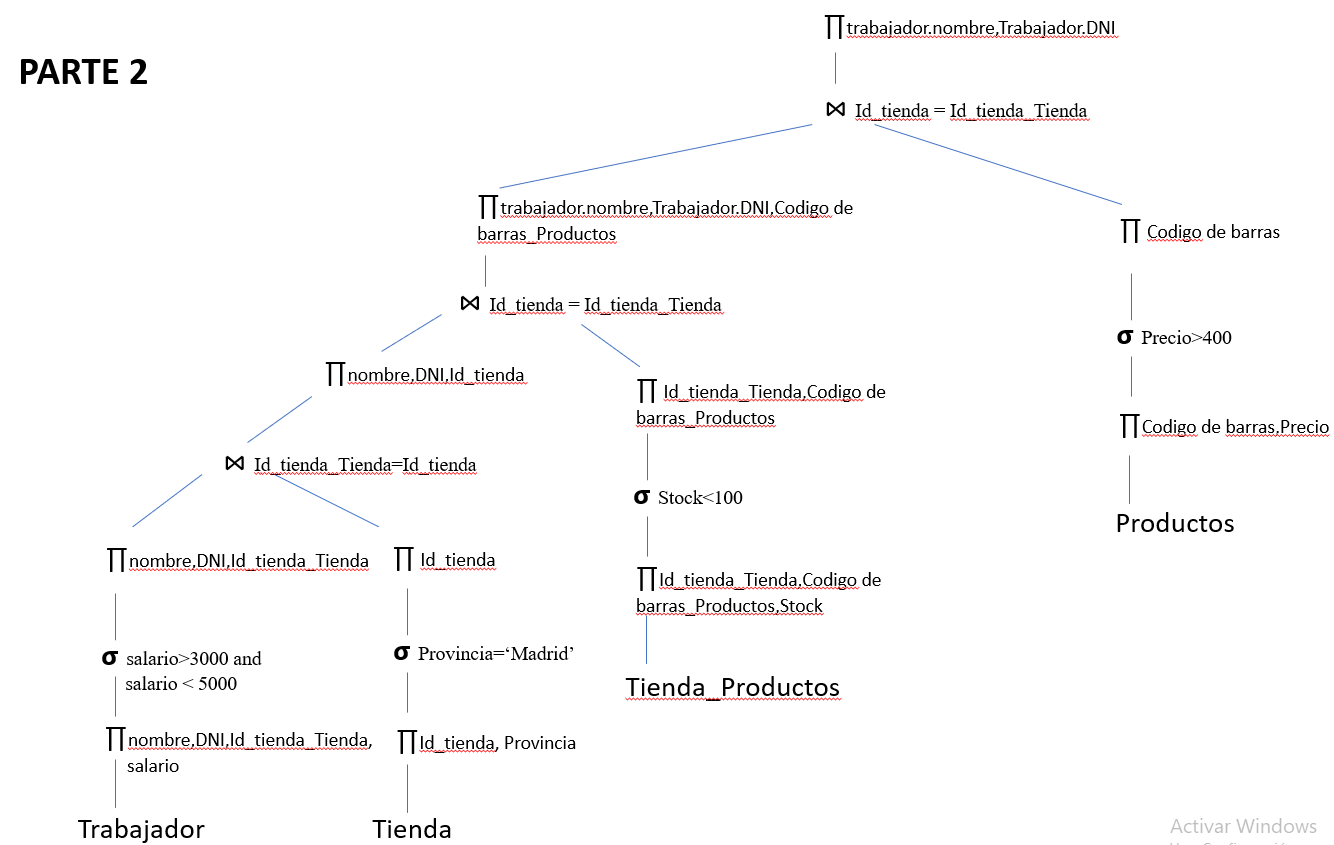 ∏trabajador.nombre,Trabajador.DNI
PARTE 2
⋈ Id_tienda = Id_tienda_Tienda
∏trabajador.nombre,Trabajador.DNI,Codigo de
barras_Productos
∏ Codigo de barras
⋈ Id_tienda = Id_tienda_Tienda
σ Precio>400
∏nombre,DNI,Id_tienda
∏ Id_tienda_Tienda,Codigo de
barras_Productos
∏Codigo de barras,Precio
⋈ Id_tienda_Tienda=Id_tienda
σ Stock<100
Productos
∏nombre,DNI,Id_tienda_Tienda
∏ Id_tienda
∏Id_tienda_Tienda,Codigo de
barras_Productos,Stock
σ salario>3000 and
salario < 5000
σ Provincia=‘Madrid’
Tienda_Productos
∏nombre,DNI,Id_tienda_Tienda,
salario
∏Id_tienda, Provincia
Trabajador
Tienda
Activar Windows